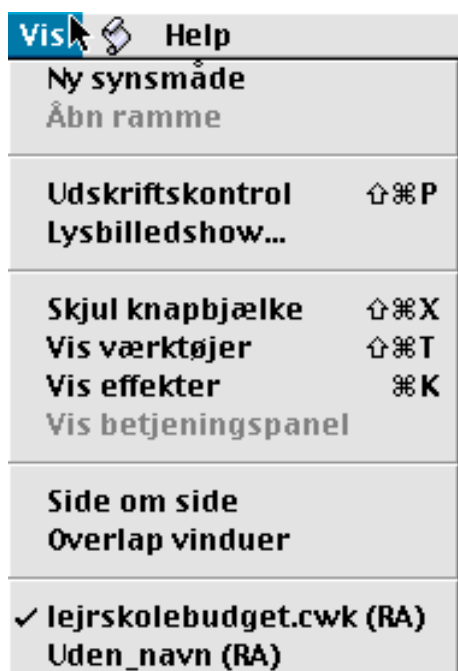 Vis Help
Ny synsmåde
Åbn ramme
Udskriftskontrol ⇧⌘P
Lysbilledshow...
Skjul knapbjælke ⇧⌘X
Vis værktøjer ⇧⌘T
Vis effekter ⌘K
Vis betjeningspanel
Side om side
Overlap vinduer
✓ lejrskolebudget.cwk (RA)
Uden_navn (RA)